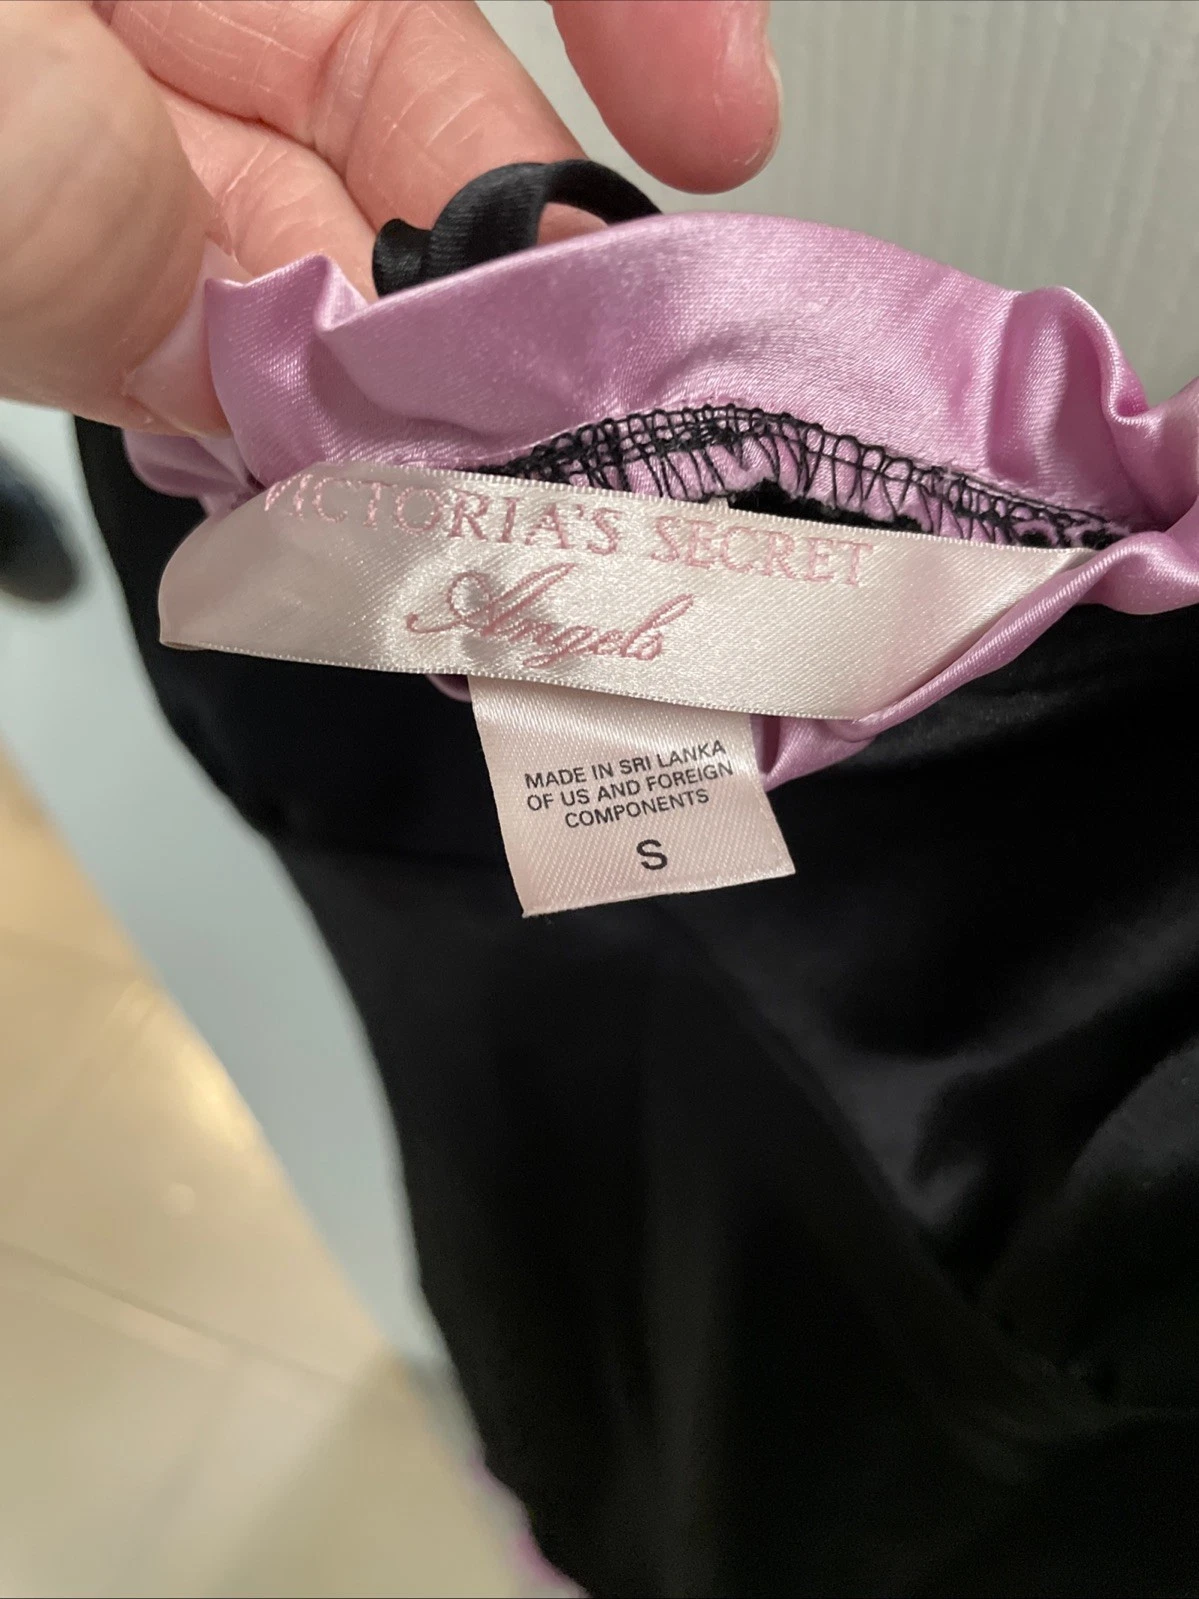 VICTORIA'S SECRET
Angels
MADE IN SRI LANKA
OF US AND FOREIGN
COMPONENTS
S